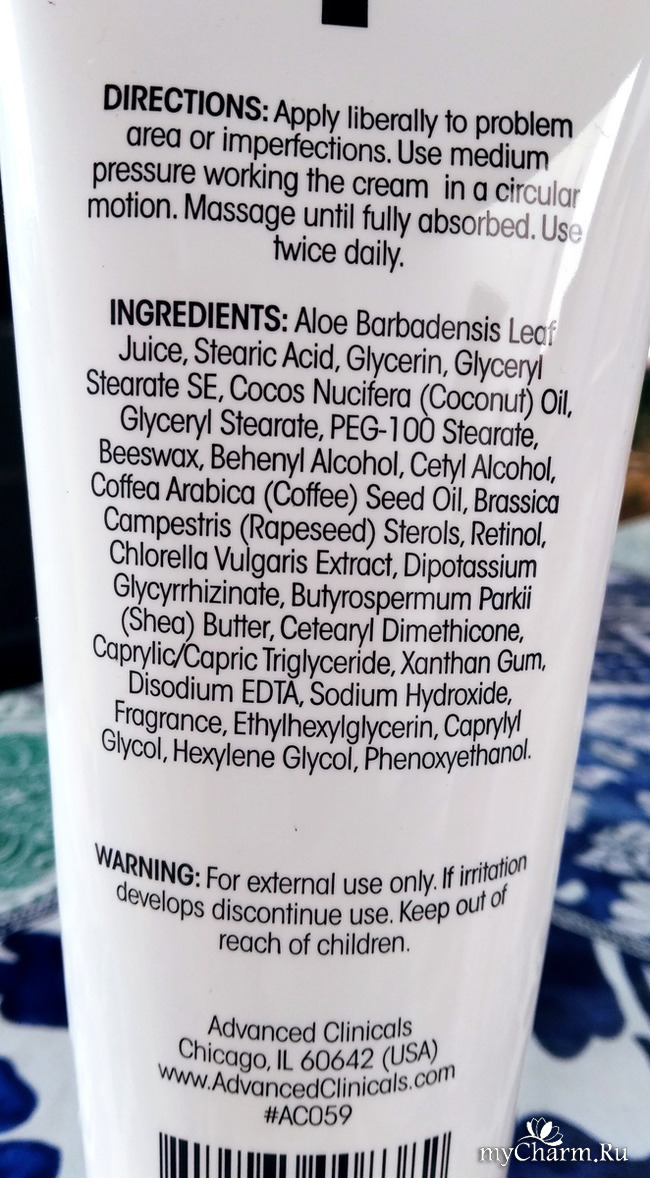 DIRECTIONS: Apply liberally to problem
area or imperfections. Use medium
pressure working the cream in a circular
motion. Massage until fully absorbed. Use
twice daily.
INGREDIENTS: Aloe Barbadensis Leaf
Juice, Stearic Acid, Glycerin, Glyceryl
Stearate SE, Cocos Nucifera (Coconut) Oil,
Glyceryl Stearate, PEG-100 Stearate,
Beeswax, Behenyl Alcohol, Cetyl Alcohol,
Coffea Arabica (Coffee) Seed Oil, Brassica
Campestris (Rapeseed) Sterols, Retinol,
Chlorella Vulgaris Extract, Dipotassium
Glycyrrhizinate, Butyrospermum Parkii
(Shea) Butter, Cetearyl Dimethicone,
Caprylic/Capric Triglyceride, Xanthan Gum,
Disodium EDTA, Sodium Hydroxide,
Fragrance, Ethylhexylglycerin, Caprylyl
Glycol, Hexylene Glycol, Phenoxyethanol.
WARNING: For external use only. If irritation
develops discontinue use. Keep out of
reach of children.
Advanced Clinicals
Chicago, IL 60642 (USA)
www.AdvancedClinicals.com
#AC059
myCharm.Ru